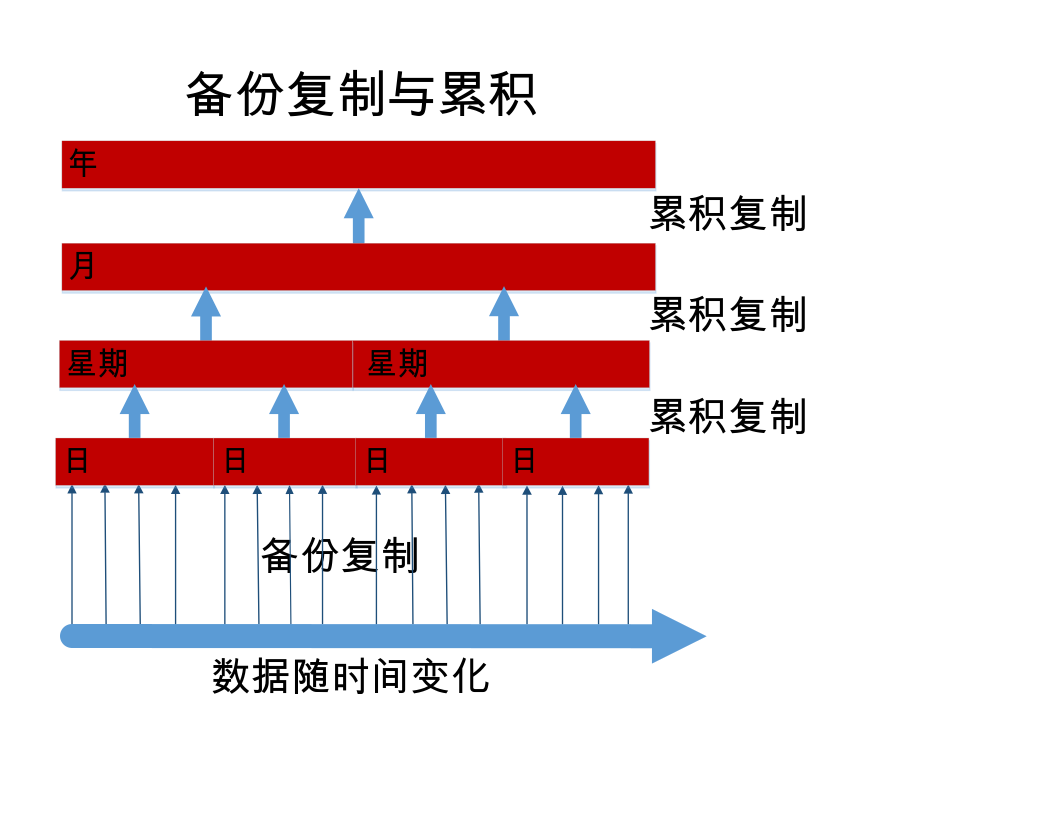 备份复制与累积
年
累积复制
月
累积复制
星期 星期
累积复制
日 日 日 日
备份复制
数据随时间变化